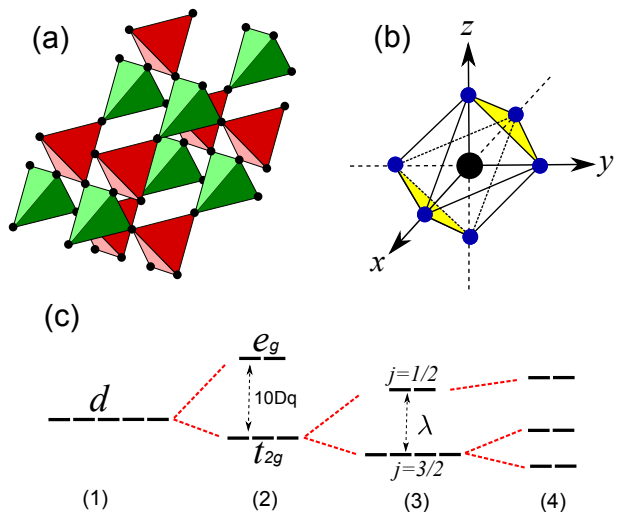 (a)
(b)
z
y
x
(c)
d
e_g
10Dq
t_2g
j=1/2
λ
j=3/2
(1) (2) (3) (4)